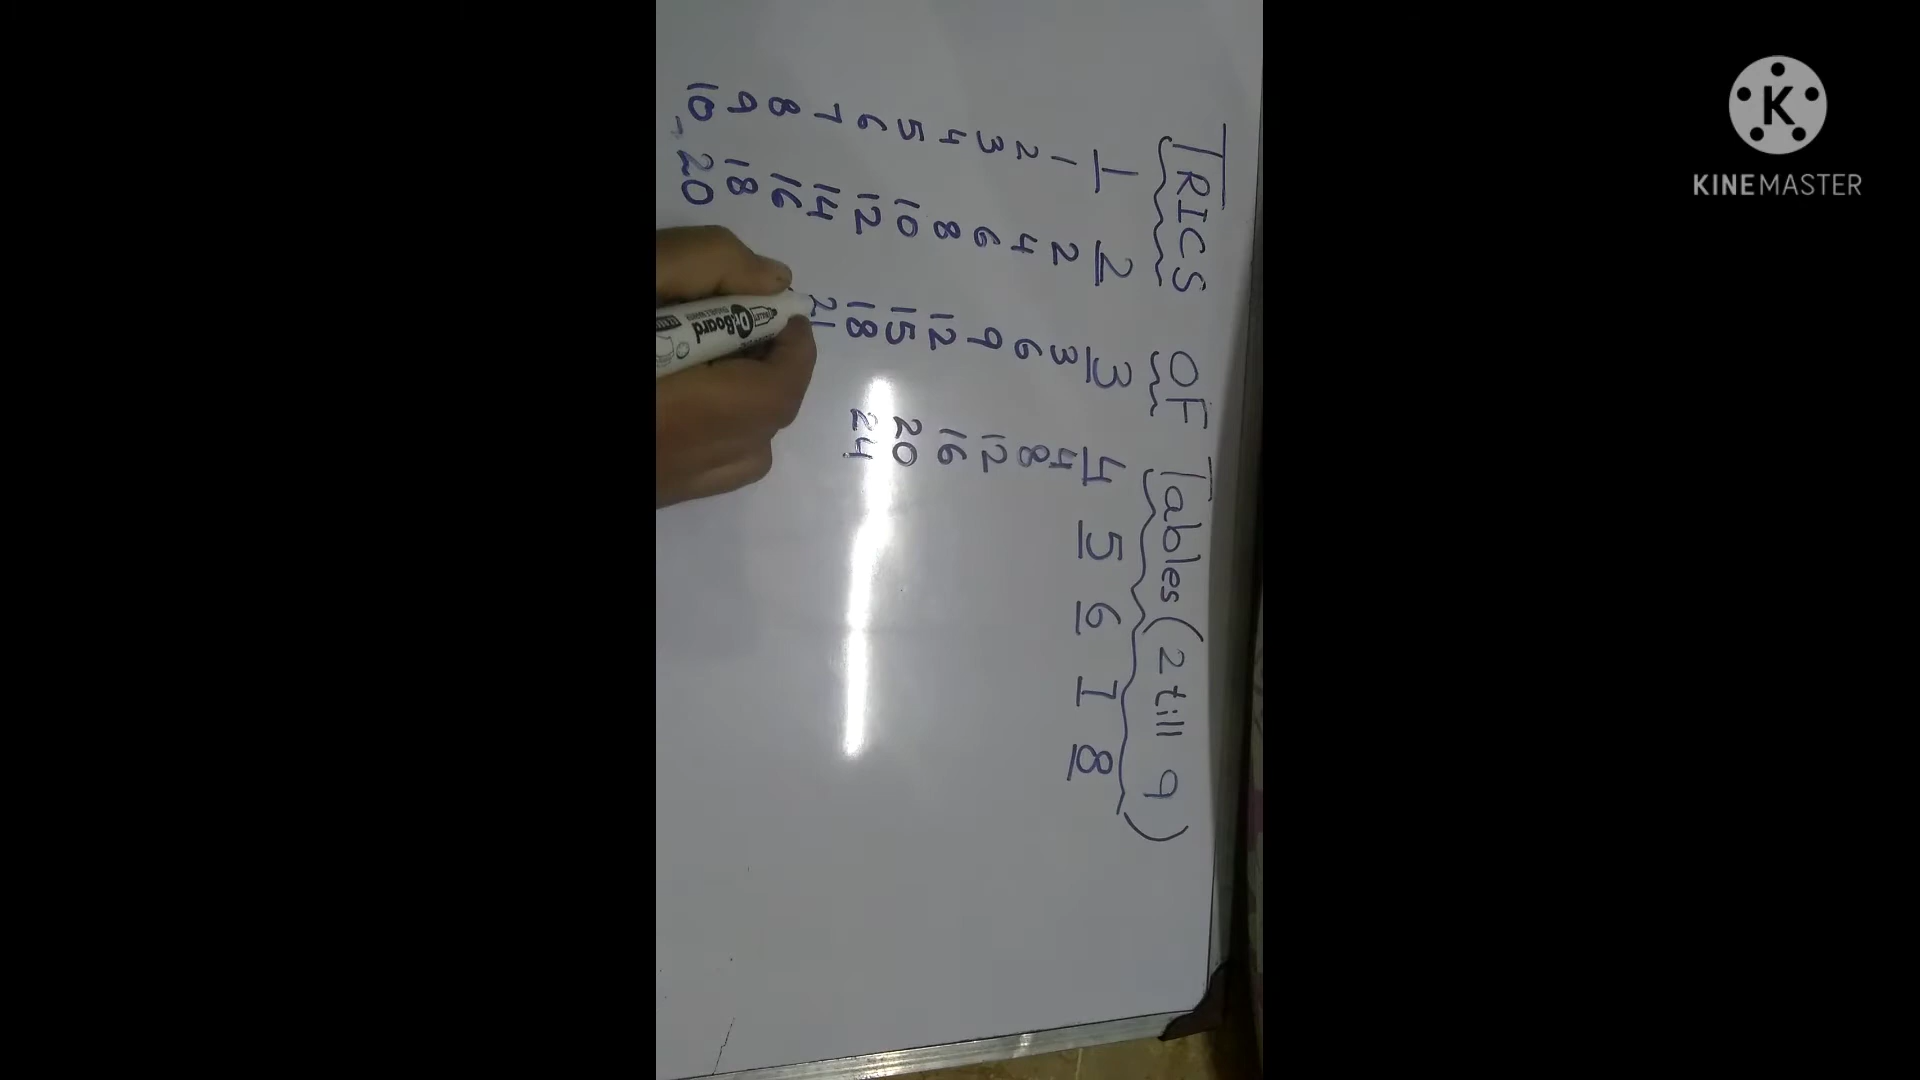 TRICS OF Tables (2 till 9)
1 2 3 4 5 6 7 8
1 2 3 4
2 4 6 8
3 6 9 12
4 8 12 16
5 10 15 20
6 12 18 24
7 14 21
8 16
9 18
10 20
Dr.Board
KINEMASTER